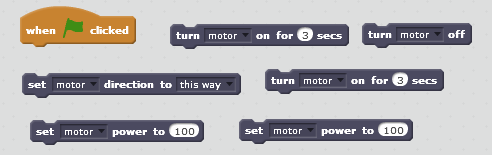 when clicked
turn motor on for 3 secs
turn motor off
set motor direction to this way
turn motor on for 3 secs
set motor power to 100
set motor power to 100